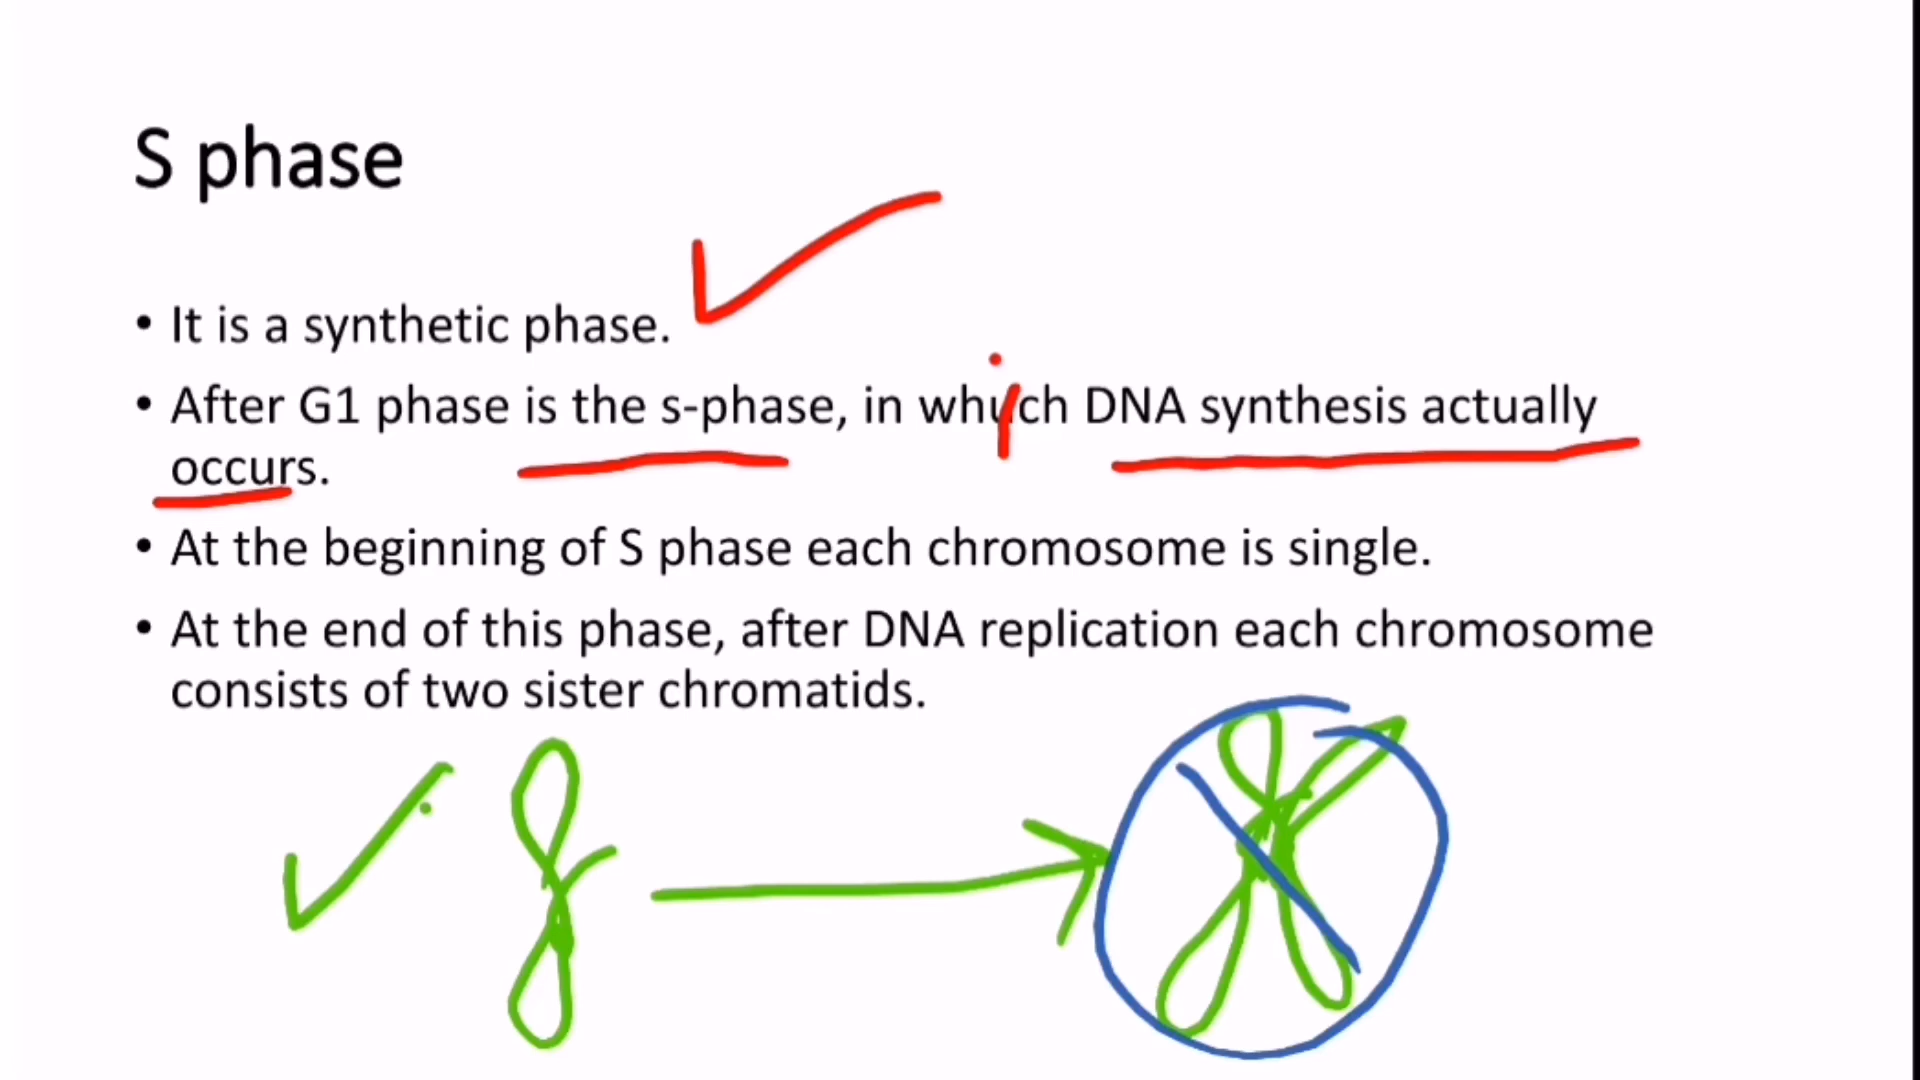 S phase
• It is a synthetic phase.
• After G1 phase is the s-phase, in which DNA synthesis actually
occurs.
• At the beginning of S phase each chromosome is single.
• At the end of this phase, after DNA replication each chromosome
consists of two sister chromatids.